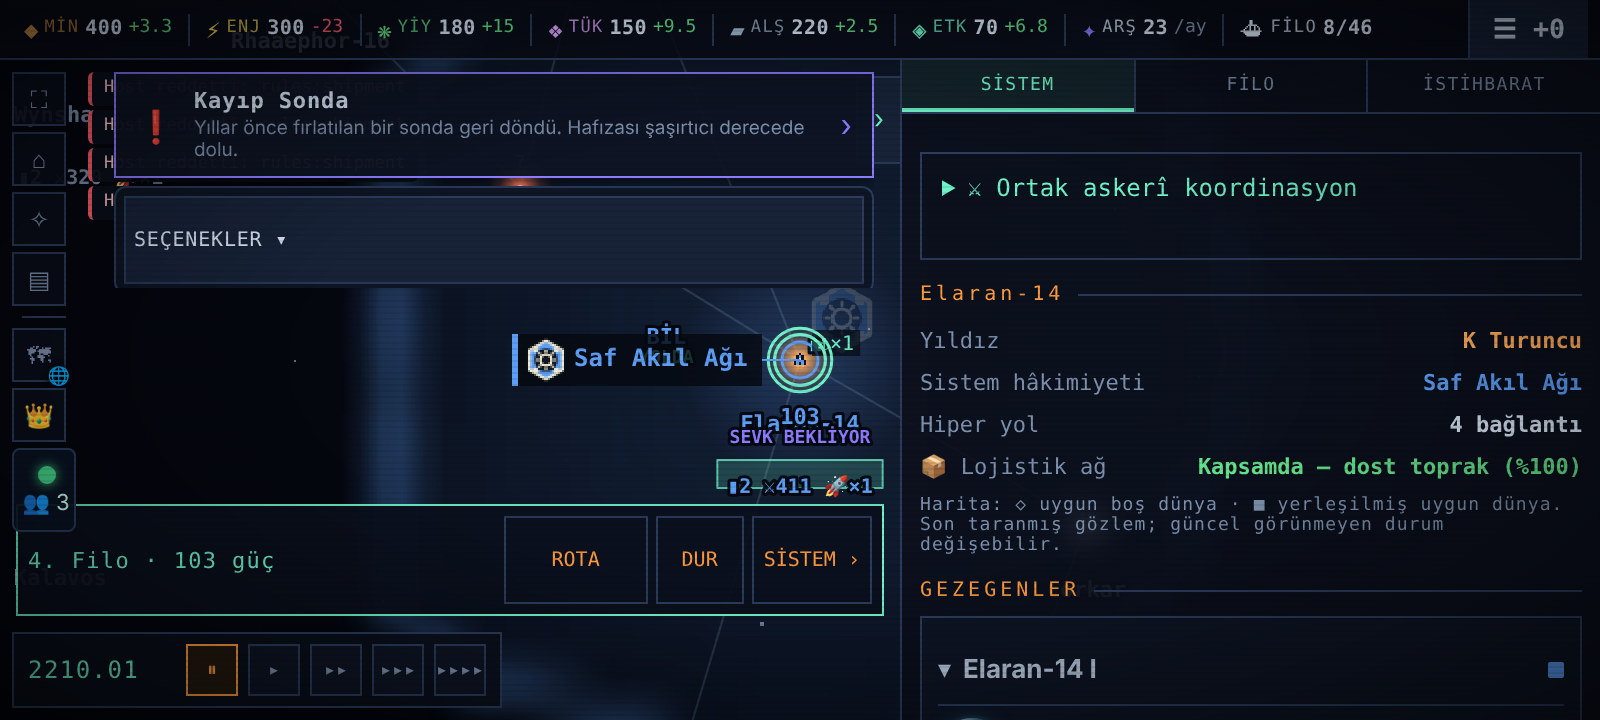 MİN 400 +3.3
ENJ 300 -23
YİY 180 +15
TÜK 150 +9.5
ALŞ 220 +2.5
ETK 70 +6.8
ARŞ 23 /ay
FİLO 8/46
☰ +0
Rhaaephor-16
Kayıp Sonda
Yıllar önce fırlatılan bir sonda geri döndü. Hafızası şaşırtıcı derecede
dolu.
SEÇENEKLER ▾
Saf Akıl Ağı
×1
103
Elaran-14
SEVK BEKLİYOR
2 ⚔411 🚀×1
👥 3
4. Filo · 103 güç
ROTA
DUR
SİSTEM ›
Kalavos
2210.01
SİSTEM
FİLO
İSTİHBARAT
▶ ⚔ Ortak askerî koordinasyon
Elaran-14
Yıldız K Turuncu
Sistem hâkimiyeti Saf Akıl Ağı
Hiper yol 4 bağlantı
📦 Lojistik ağ Kapsamda — dost toprak (%100)
Harita: ◇ uygun boş dünya · ■ yerleşilmiş uygun dünya.
Son taranmış gözlem; güncel görünmeyen durum
değişebilir.
GEZEGENLER
▼ Elaran-14 I